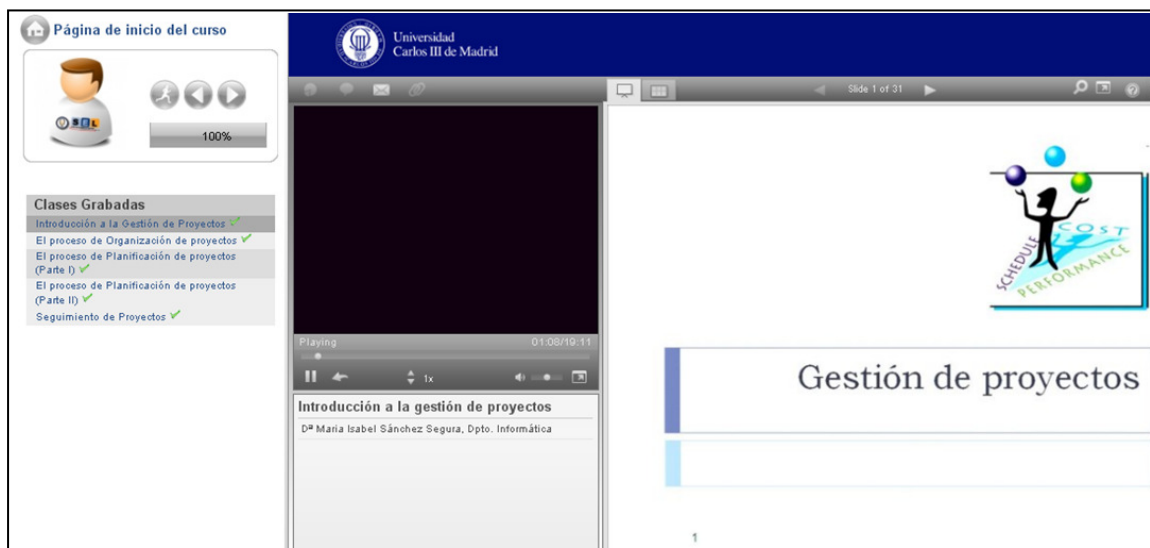 Página de inicio del curso
100%
Clases Grabadas
Introducción a la Gestión de Proyectos
El proceso de Organización de proyectos
El proceso de Planificación de proyectos
(Parte I)
El proceso de Planificación de proyectos
(Parte II)
Seguimiento de Proyectos
Universidad
Carlos III de Madrid
Slide 1 of 31
Playing
01:08/19:11
1x
Introducción a la gestión de proyectos
Dª Maria Isabel Sánchez Segura, Dpto. Informática
SCHEDULE
COST
PERFORMANCE
Gestión de proyectos
1